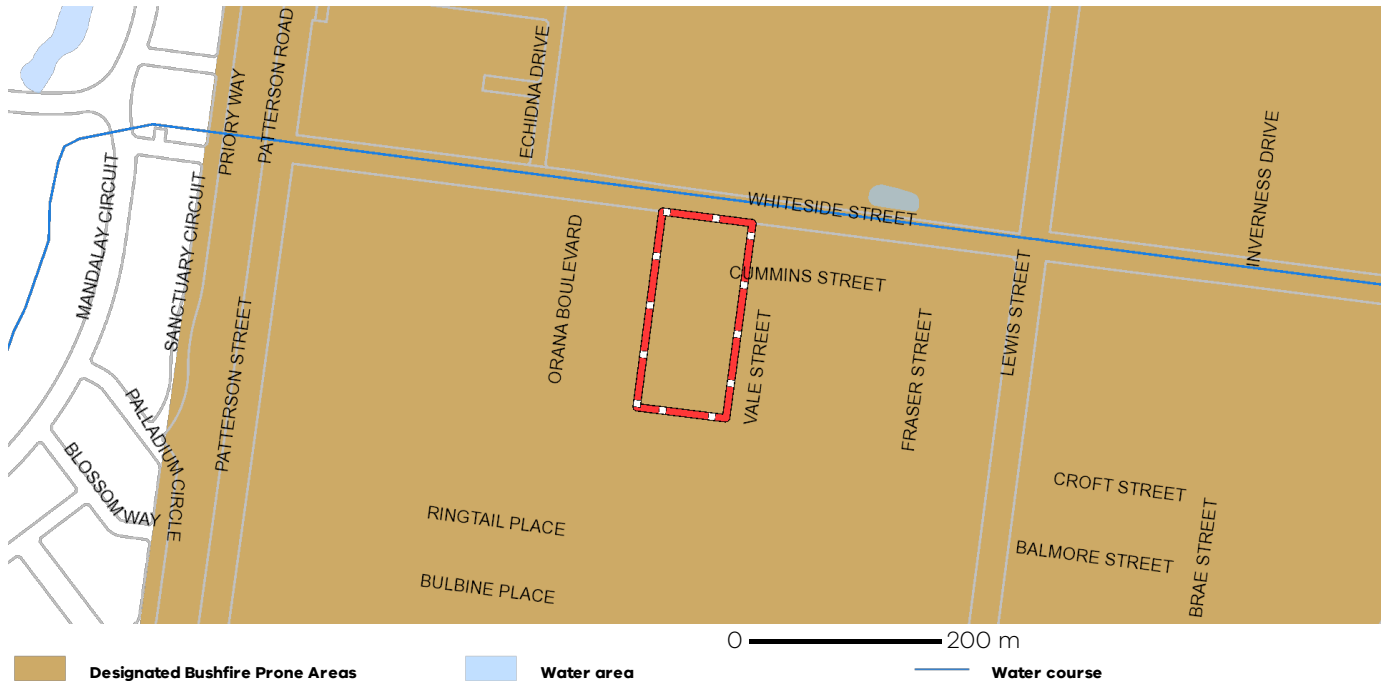 ECHIDNA DRIVE
PATTERSON ROAD
PRIORY WAY
INVERNESS DRIVE
MANDALAY CIRCUIT
SANCTUARY CIRCUIT
WHITESIDE STREET
ORANA BOULEVARD
CUMMINS STREET
LEWIS STREET
PATTERSON STREET
VALE STREET
FRASER STREET
PALLADIUM CIRCLE
BLOSSOM WAY
CROFT STREET
RINGTAIL PLACE
BALMORE STREET
BRAE STREET
BULBINE PLACE
0 200 m
Designated Bushfire Prone Areas
Water area
Water course